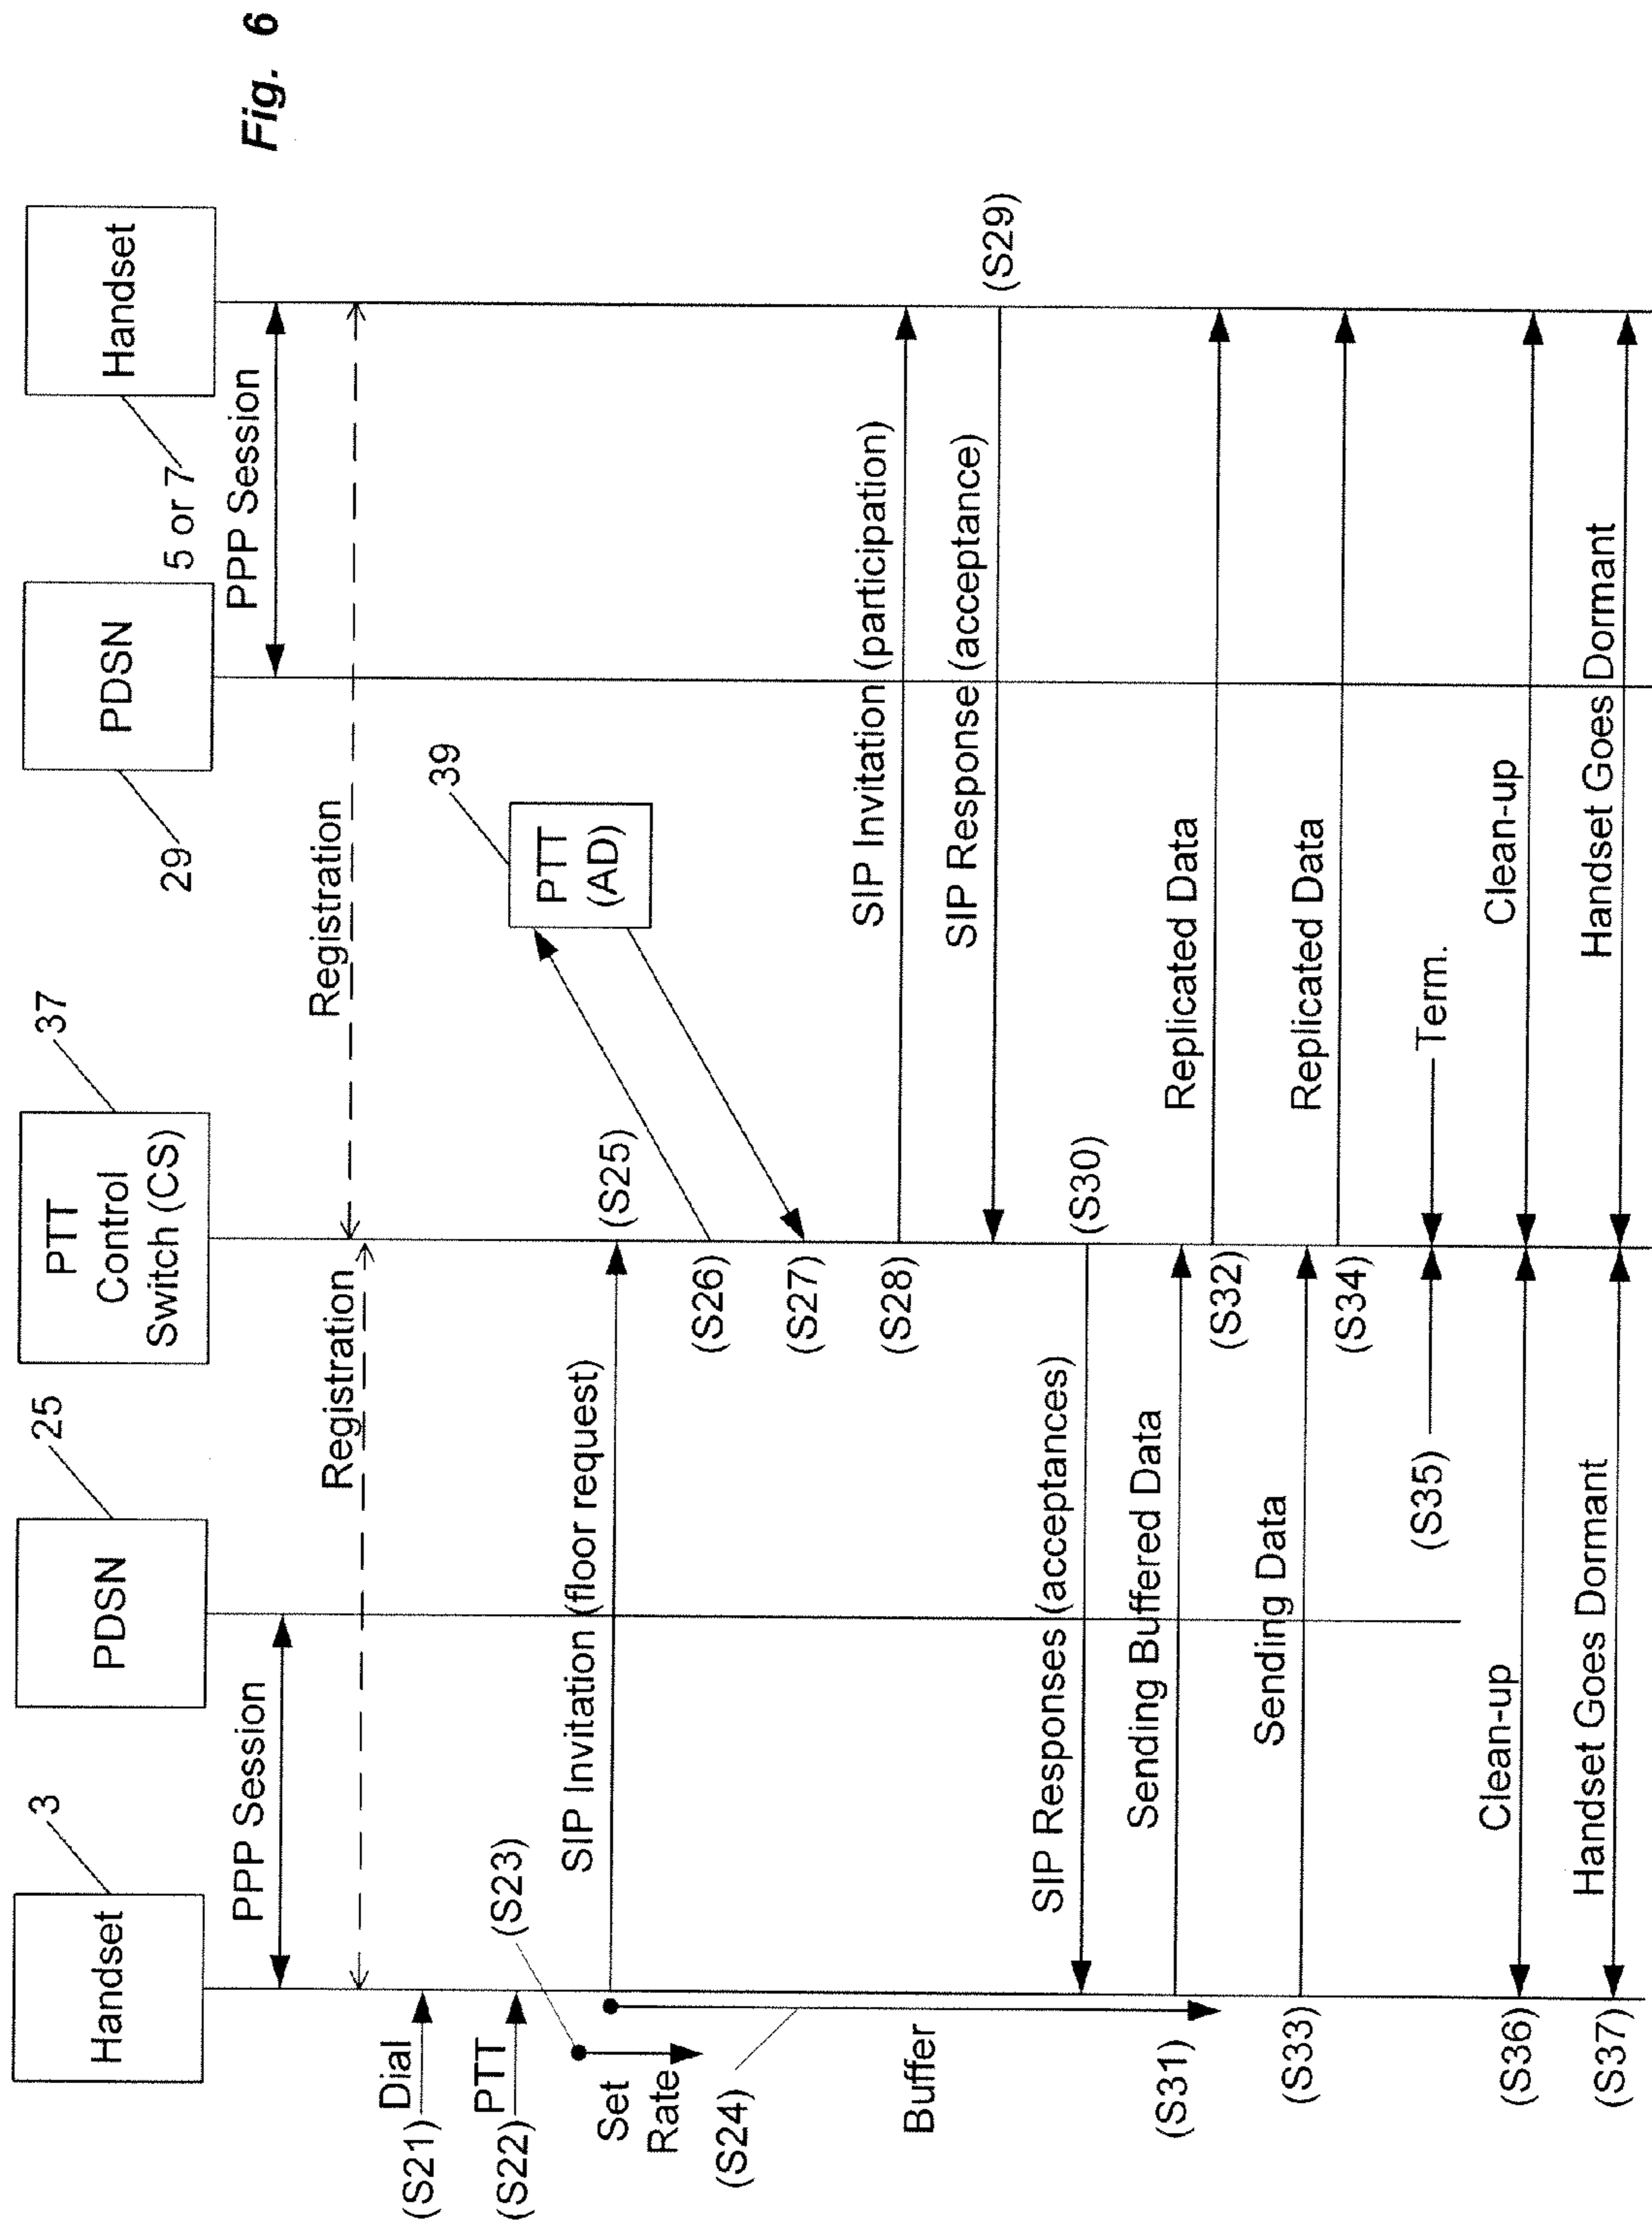 Fig. 6
3
25
37
29
5 or 7
Handset
PDSN
PTT
Control
Switch (CS)
PDSN
Handset
PPP Session
PPP Session
Registration
Registration
(S21) Dial
39
(S22) PTT
(S23)
PTT
(AD)
SIP Invitation (floor request)
(S25)
Set
Rate
(S24)
(S26)
(S27)
SIP Invitation (participation)
(S28)
Buffer
SIP Response (acceptance)
(S29)
SIP Responses (acceptances)
(S30)
Sending Buffered Data
(S31)
Replicated Data
(S32)
Sending Data
(S33)
Replicated Data
(S34)
(S35)
Term.
Clean-up
Clean-up
(S36)
Handset Goes Dormant
Handset Goes Dormant
(S37)